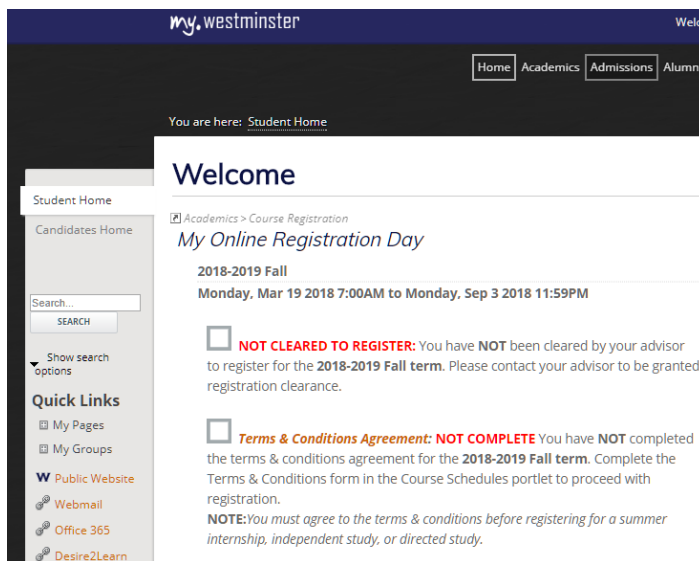 my.westminster
Home Academics Admissions
You are here: Student Home
Welcome
Student Home
Candidates Home
Academics > Course Registration
My Online Registration Day
2018-2019 Fall
Monday, Mar 19 2018 7:00AM to Monday, Sep 3 2018 11:59PM
Search...
SEARCH
Show search
options
NOT CLEARED TO REGISTER: You have NOT been cleared by your advisor
to register for the 2018-2019 Fall term. Please contact your advisor to be granted
registration clearance.
Quick Links
My Pages
My Groups
W Public Website
Webmail
Office 365
Desire2Learn
Terms & Conditions Agreement: NOT COMPLETE You have NOT completed
the terms & conditions agreement for the 2018-2019 Fall term. Complete the
Terms & Conditions form in the Course Schedules portlet to proceed with
registration.
NOTE:You must agree to the terms & conditions before registering for a summer
internship, independent study, or directed study.